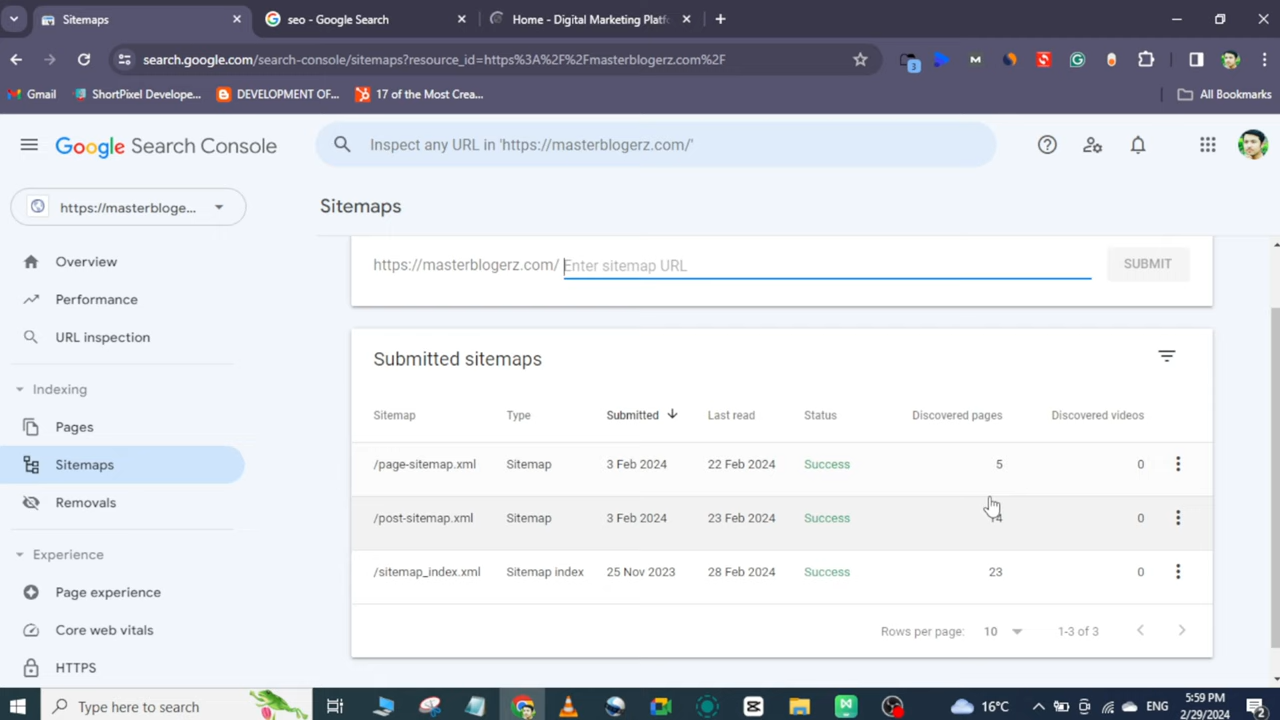 Sitemaps
seo - Google Search
Home - Digital Marketing Platf
search.google.com/search-console/sitemaps?resource_id=https%3A%2F%2Fmasterblogerz.com%2F
3
Gmail
ShortPixel Develope...
DEVELOPMENT OF...
17 of the Most Crea...
All Bookmarks
Google Search Console
Inspect any URL in 'https://masterblogerz.com/'
https://masterbloge...
Sitemaps
Overview
Performance
URL inspection
Indexing
Pages
Sitemaps
Removals
Experience
Page experience
Core web vitals
HTTPS
https://masterblogerz.com/ Enter sitemap URL
SUBMIT
Submitted sitemaps
Sitemap Type Submitted Last read Status Discovered pages Discovered videos
/page-sitemap.xml Sitemap 3 Feb 2024 22 Feb 2024 Success 5 0
/post-sitemap.xml Sitemap 3 Feb 2024 23 Feb 2024 Success 14 0
/sitemap_index.xml Sitemap index 25 Nov 2023 28 Feb 2024 Success 23 0
Rows per page: 10 1-3 of 3
Type here to search
16°C
ENG
5:59 PM
2/29/2024
2